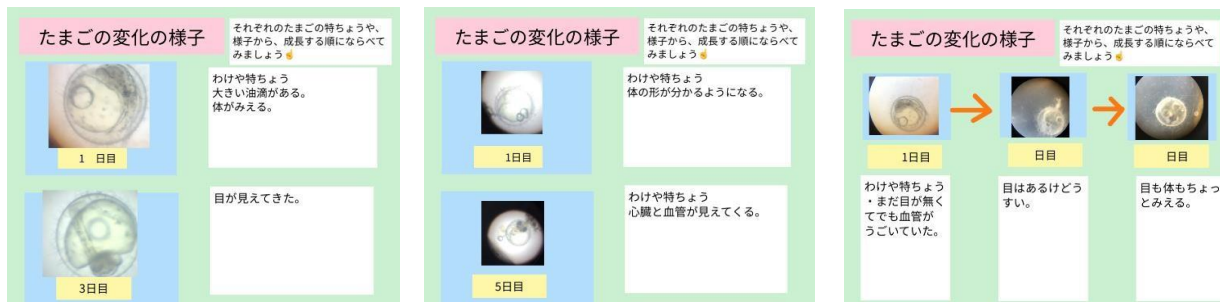 たまごの変化の様子
それぞれのたまごの特ちょうや、
様子から、成長する順にならべて
みましょう☝
1 日目
わけや特ちょう
大きい油滴がある。
体がみえる。
3日目
目が見えてきた。
たまごの変化の様子
それぞれのたまごの特ちょうや、
様子から、成長する順にならべて
みましょう☝
1日目
わけや特ちょう
体の形が分かるようになる。
5日目
わけや特ちょう
心臓と血管が見えてくる。
たまごの変化の様子
それぞれのたまごの特ちょうや、
様子から、成長する順にならべて
みましょう☝
1日目
日目
日目
わけや特ちょう
・まだ目が無く
てでも血管が
うごいていた。
目はあるけどう
すい。
目も体もちょっ
とみえる。